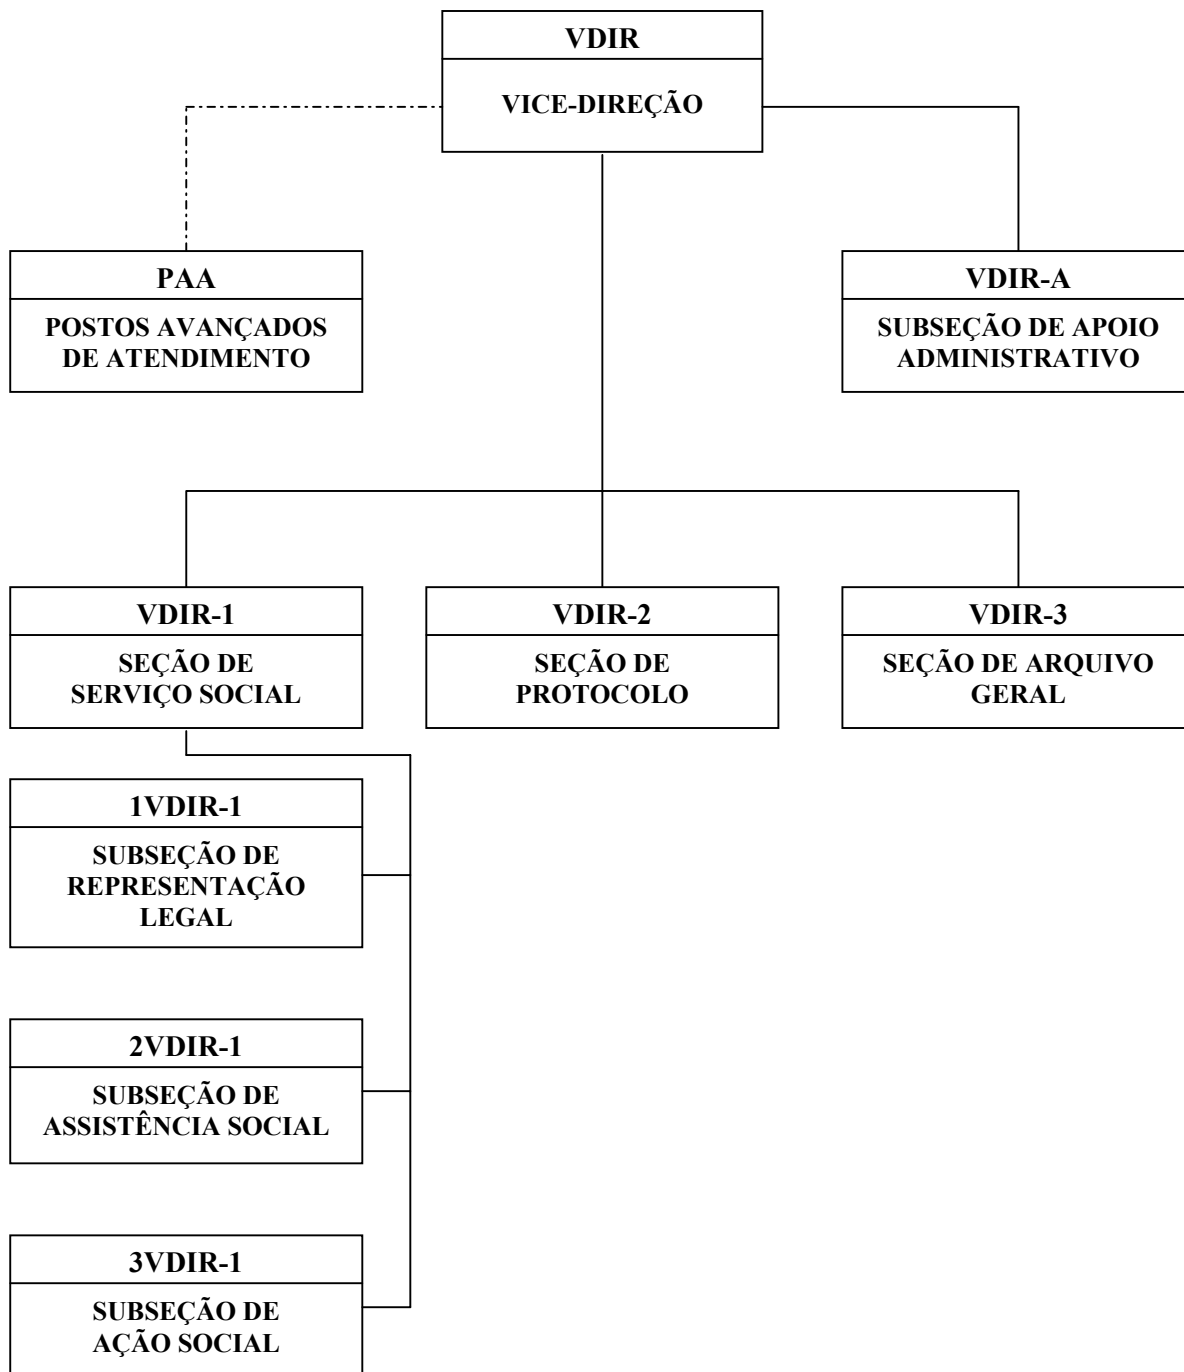 VDIR
VICE-DIREÇÃO
PAA
POSTOS AVANÇADOS
DE ATENDIMENTO
VDIR-A
SUBSEÇÃO DE APOIO
ADMINISTRATIVO
VDIR-1
SEÇÃO DE
SERVIÇO SOCIAL
VDIR-2
SEÇÃO DE
PROTOCOLO
VDIR-3
SEÇÃO DE ARQUIVO
GERAL
1VDIR-1
SUBSEÇÃO DE
REPRESENTAÇÃO
LEGAL
2VDIR-1
SUBSEÇÃO DE
ASSISTÊNCIA SOCIAL
3VDIR-1
SUBSEÇÃO DE
AÇÃO SOCIAL